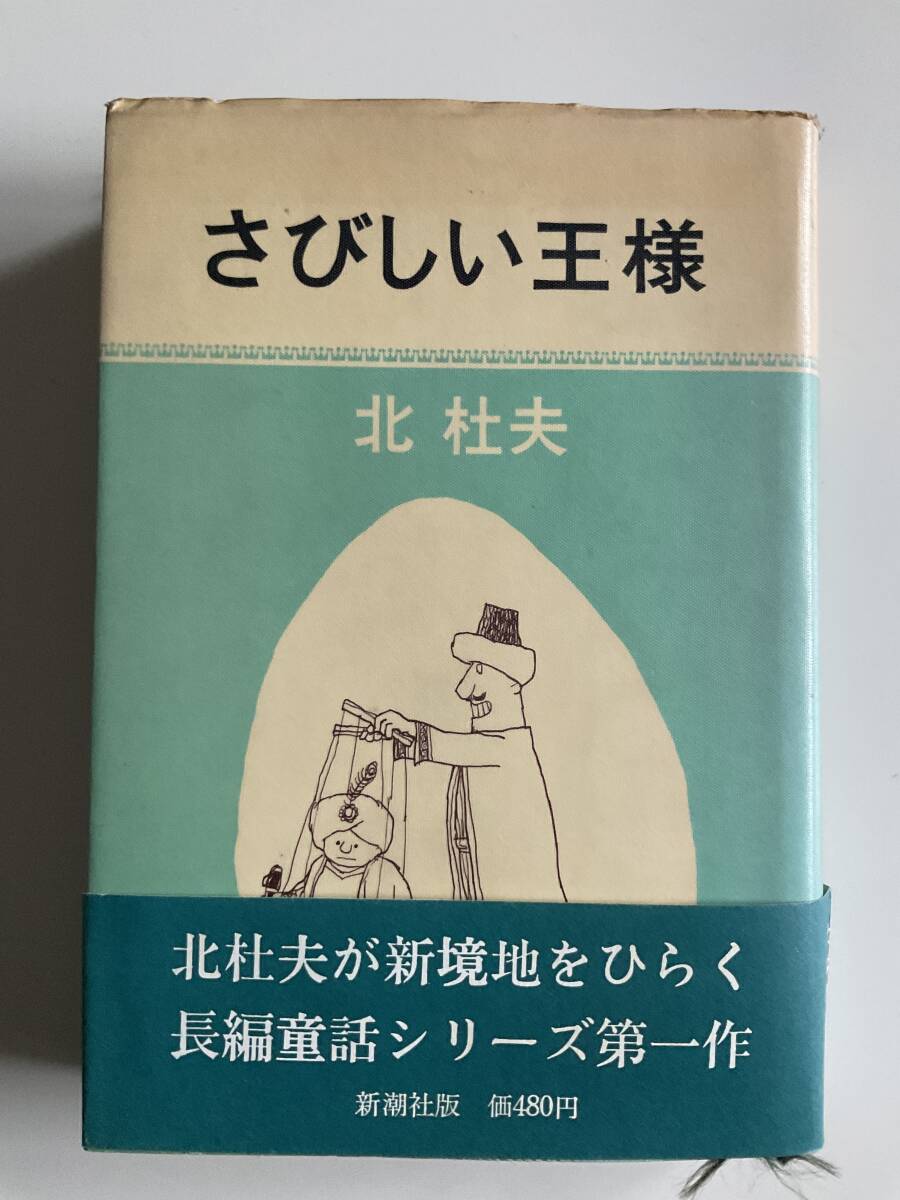 さびしい王様
北 杜夫
北杜夫が新境地をひらく
長編童話シリーズ第一作
新潮社版 価480円